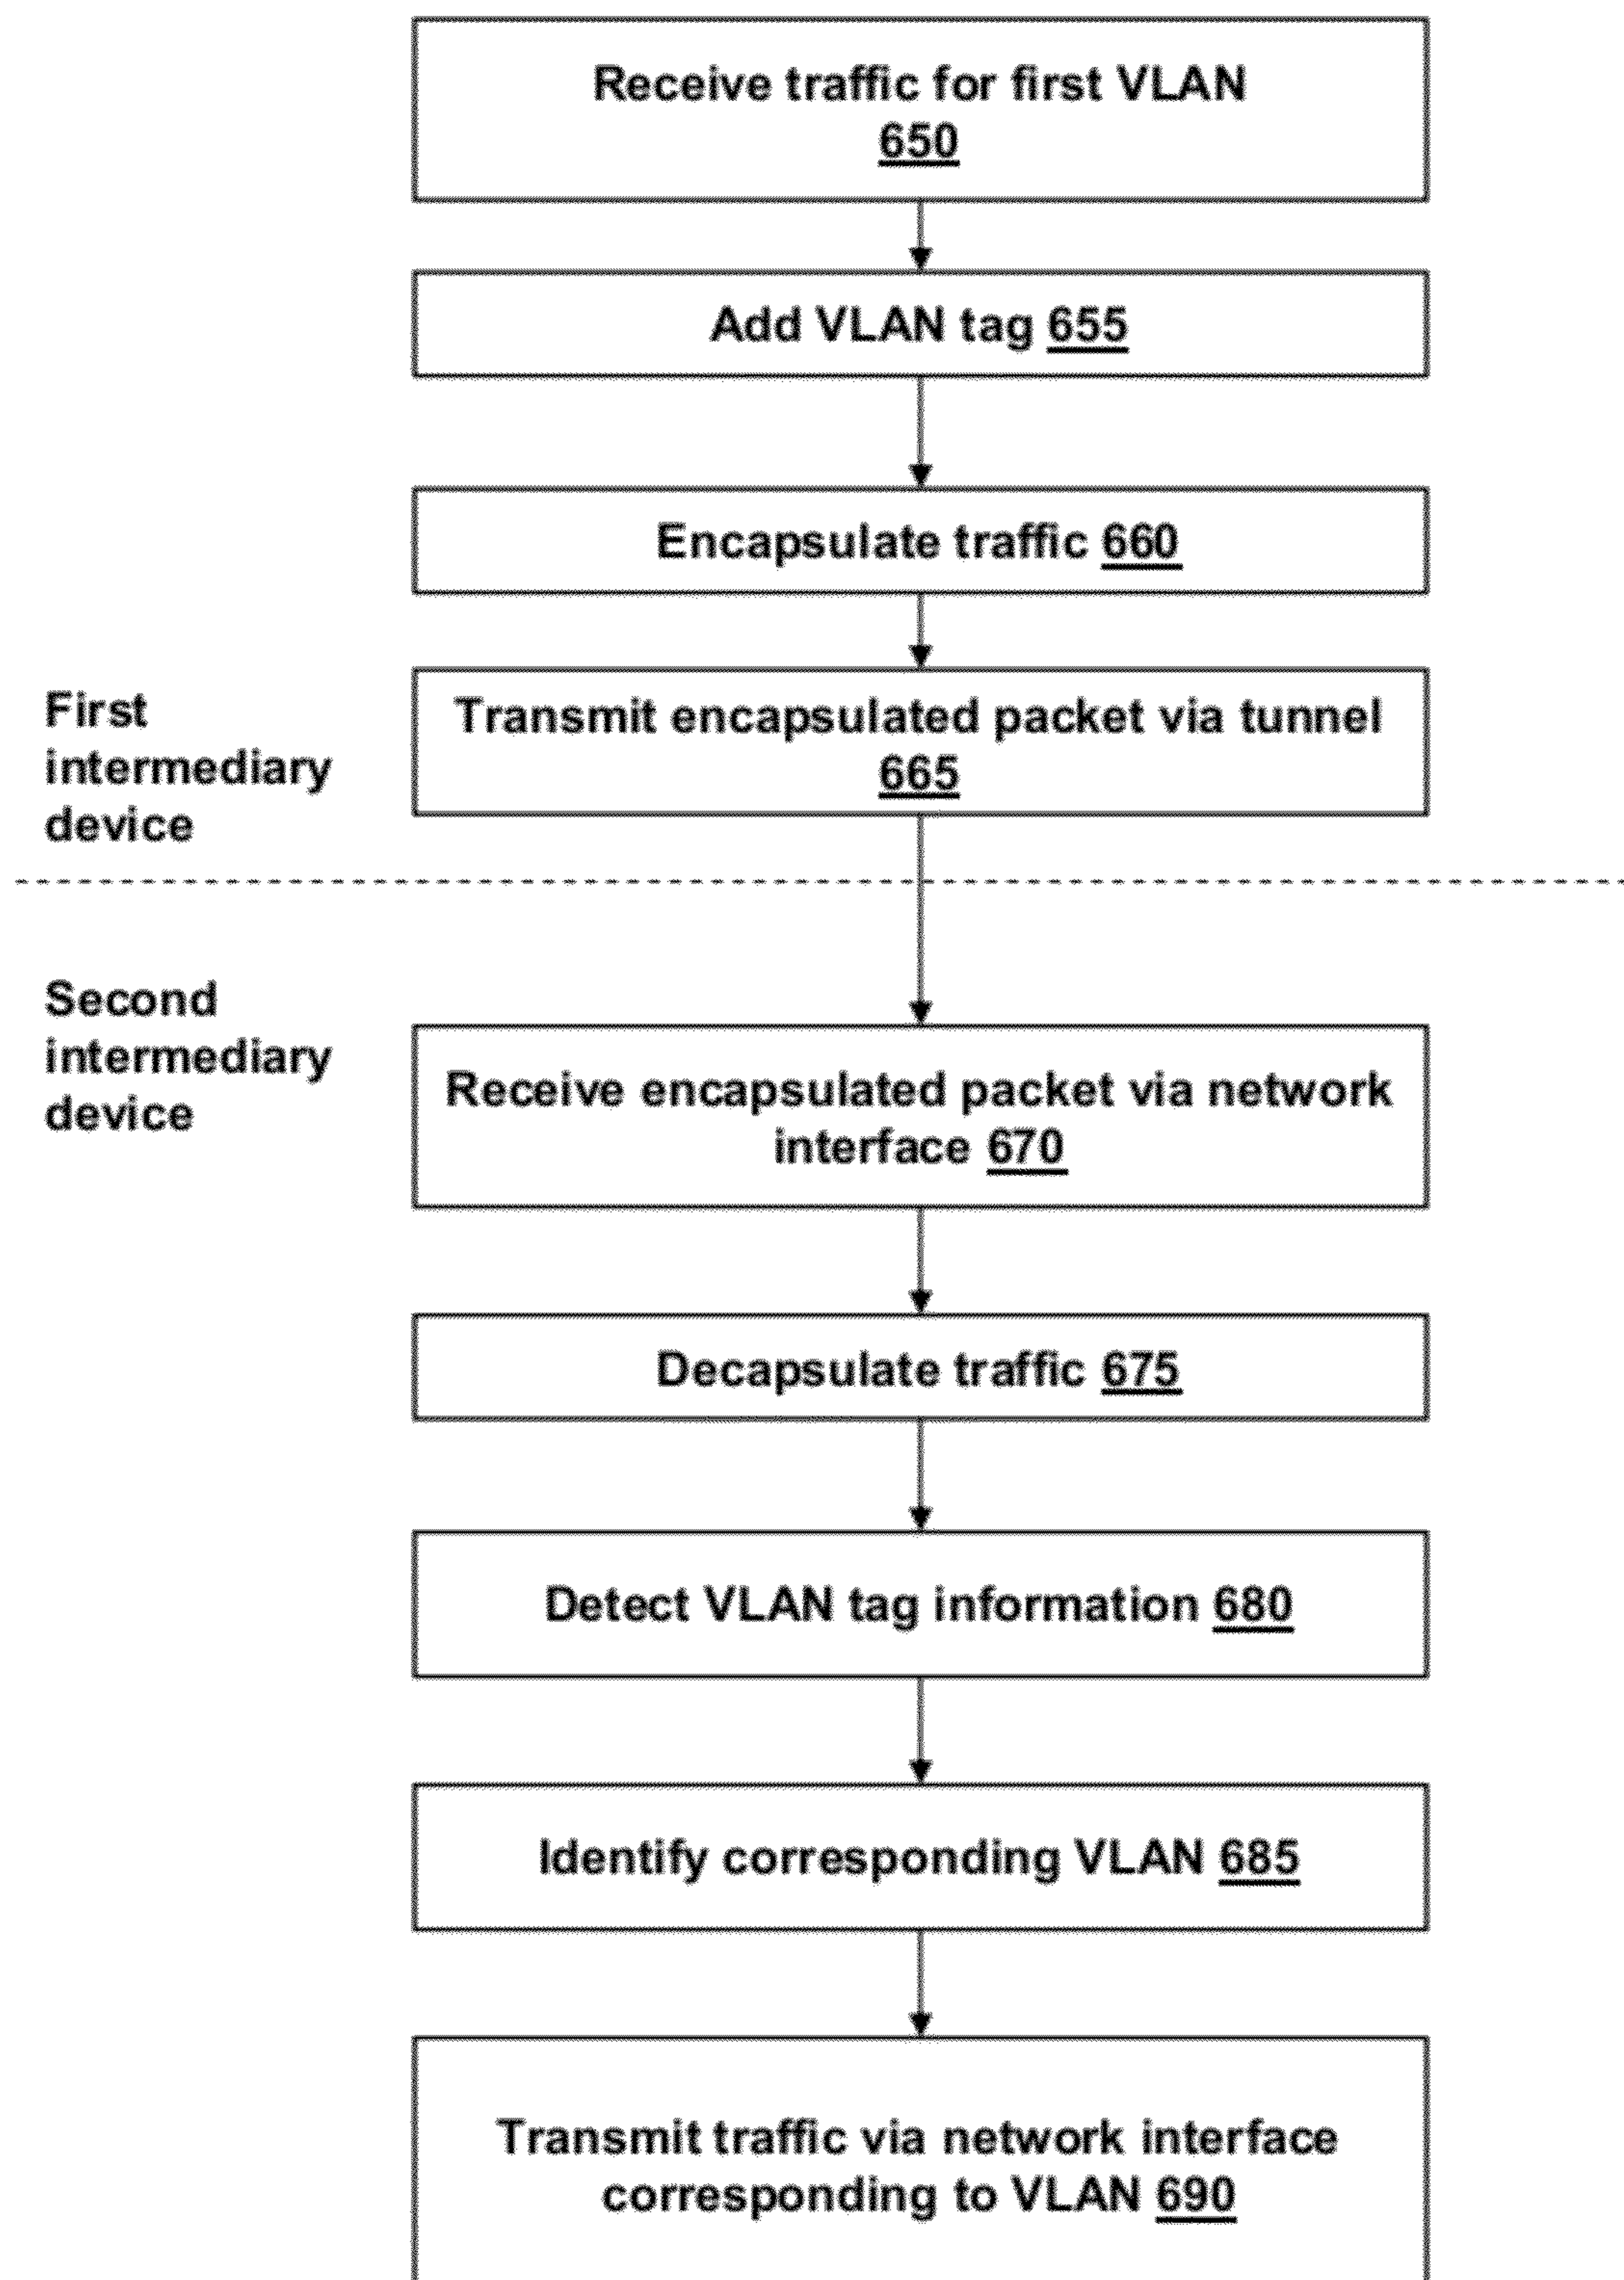 Receive traffic for first VLAN
650
Add VLAN tag 655
Encapsulate traffic 660
First
intermediary
device
Transmit encapsulated packet via tunnel
665
Second
intermediary
device
Receive encapsulated packet via network
interface 670
Decapsulate traffic 675
Detect VLAN tag information 680
Identify corresponding VLAN 685
Transmit traffic via network interface
corresponding to VLAN 690